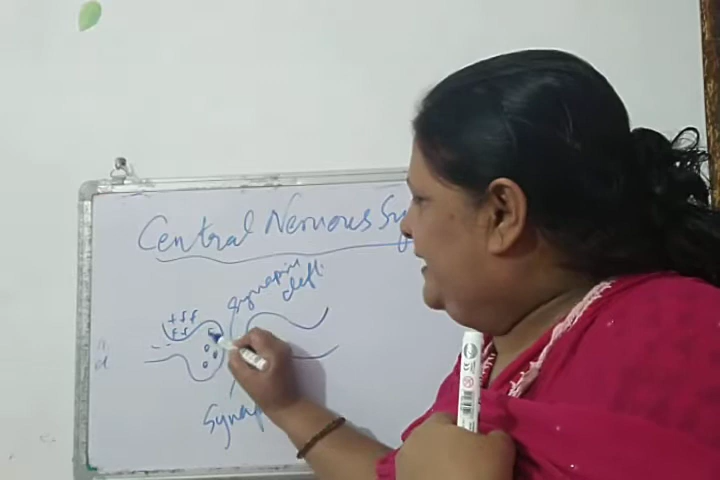 Central Nervous Sy
Synaptic
cleft
+++
++
Synap